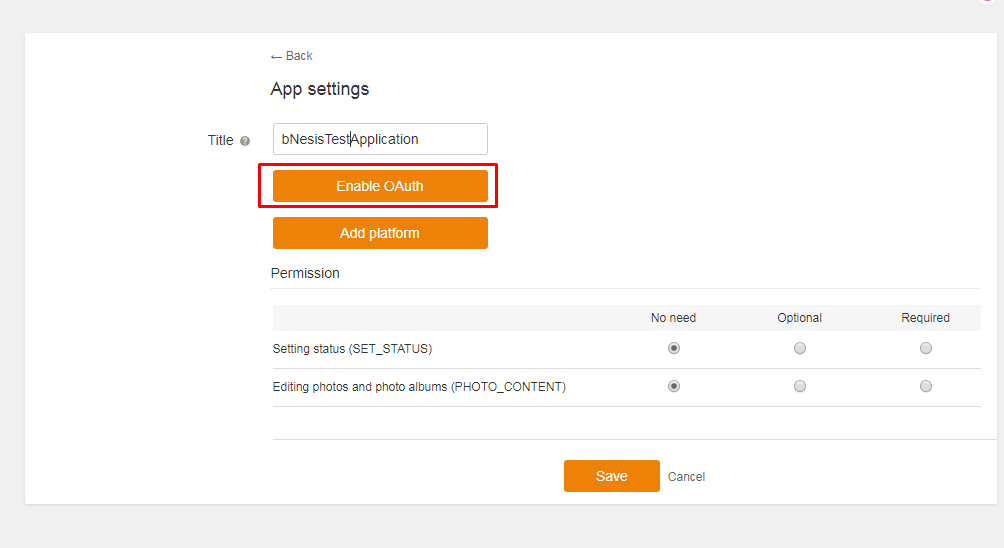 ← Back
App settings
Title ?
bNesisTestApplication
Enable OAuth
Add platform
Permission
No need Optional Required
Setting status (SET_STATUS)
Editing photos and photo albums (PHOTO_CONTENT)
Save Cancel